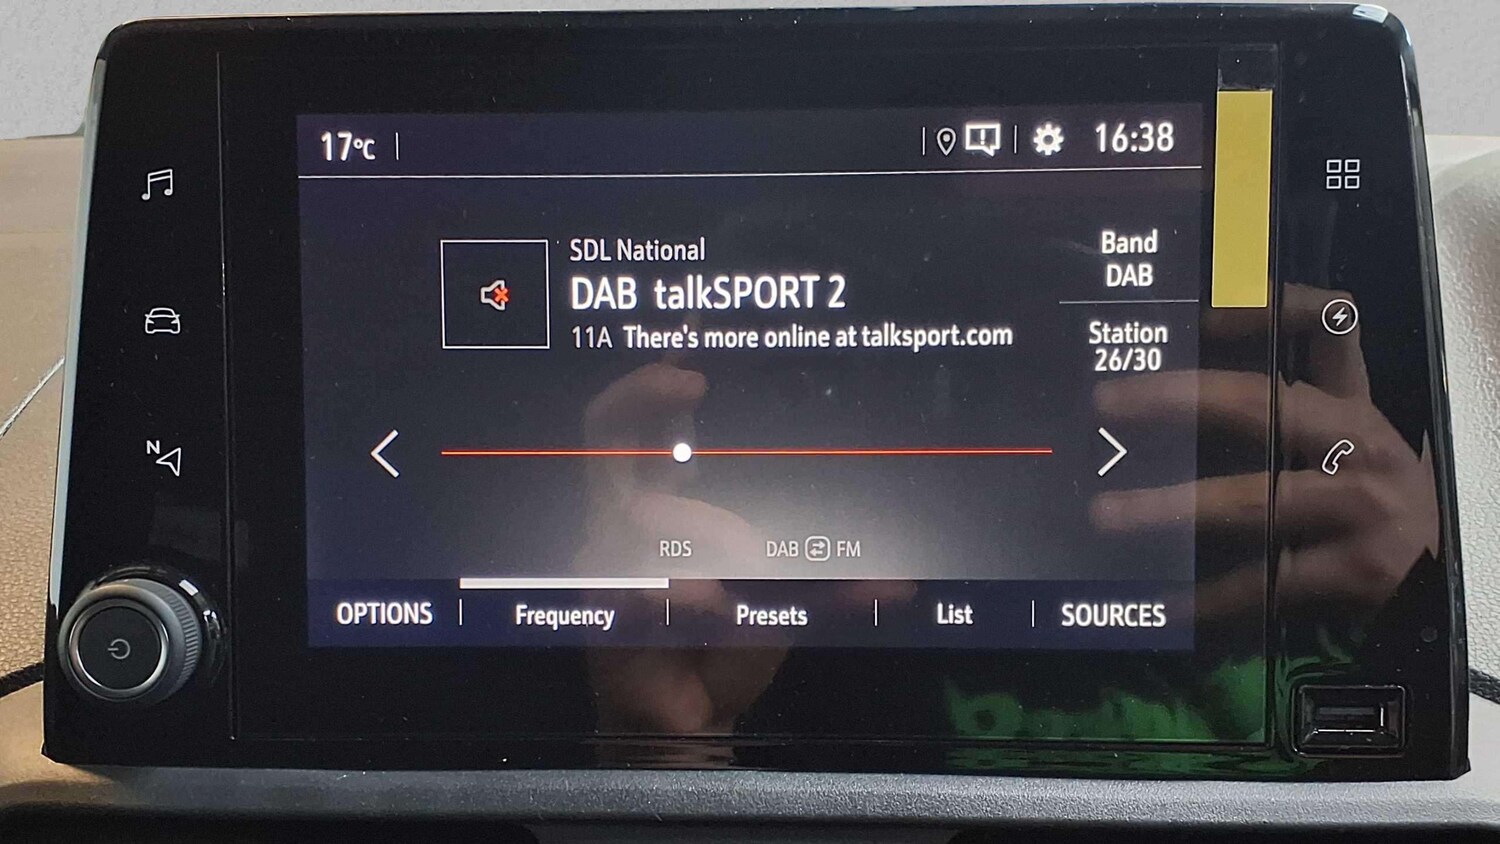 17°C
16:38
SDL National
DAB talkSPORT 2
11A There's more online at talksport.com
Band
DAB
Station
26/30
N
RDS
DAB FM
OPTIONS
Frequency
Presets
List
SOURCES